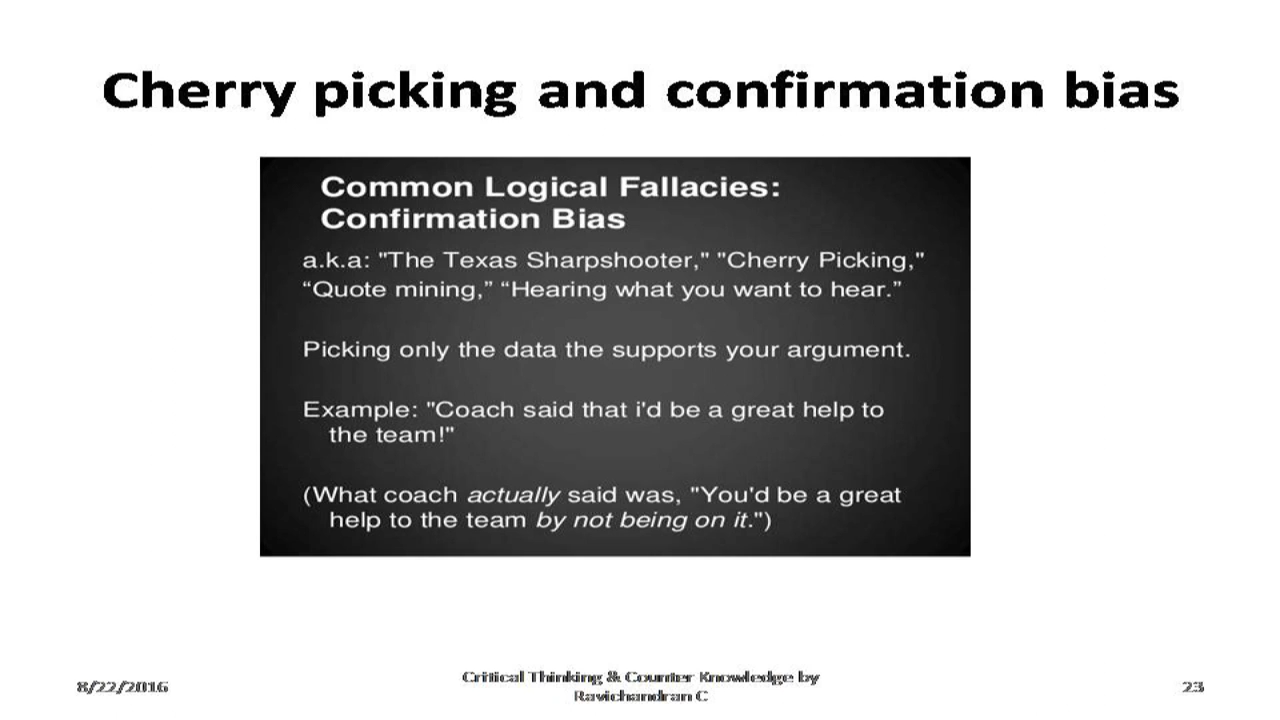 Cherry picking and confirmation bias
Common Logical Fallacies:
Confirmation Bias
a.k.a: "The Texas Sharpshooter," "Cherry Picking,"
“Quote mining,” “Hearing what you want to hear.”
Picking only the data the supports your argument.
Example: "Coach said that i'd be a great help to
the team!"
(What coach actually said was, "You'd be a great
help to the team by not being on it.")
8/22/2016
Critical Thinking & Counter Knowledge by
Ravichandran C
23